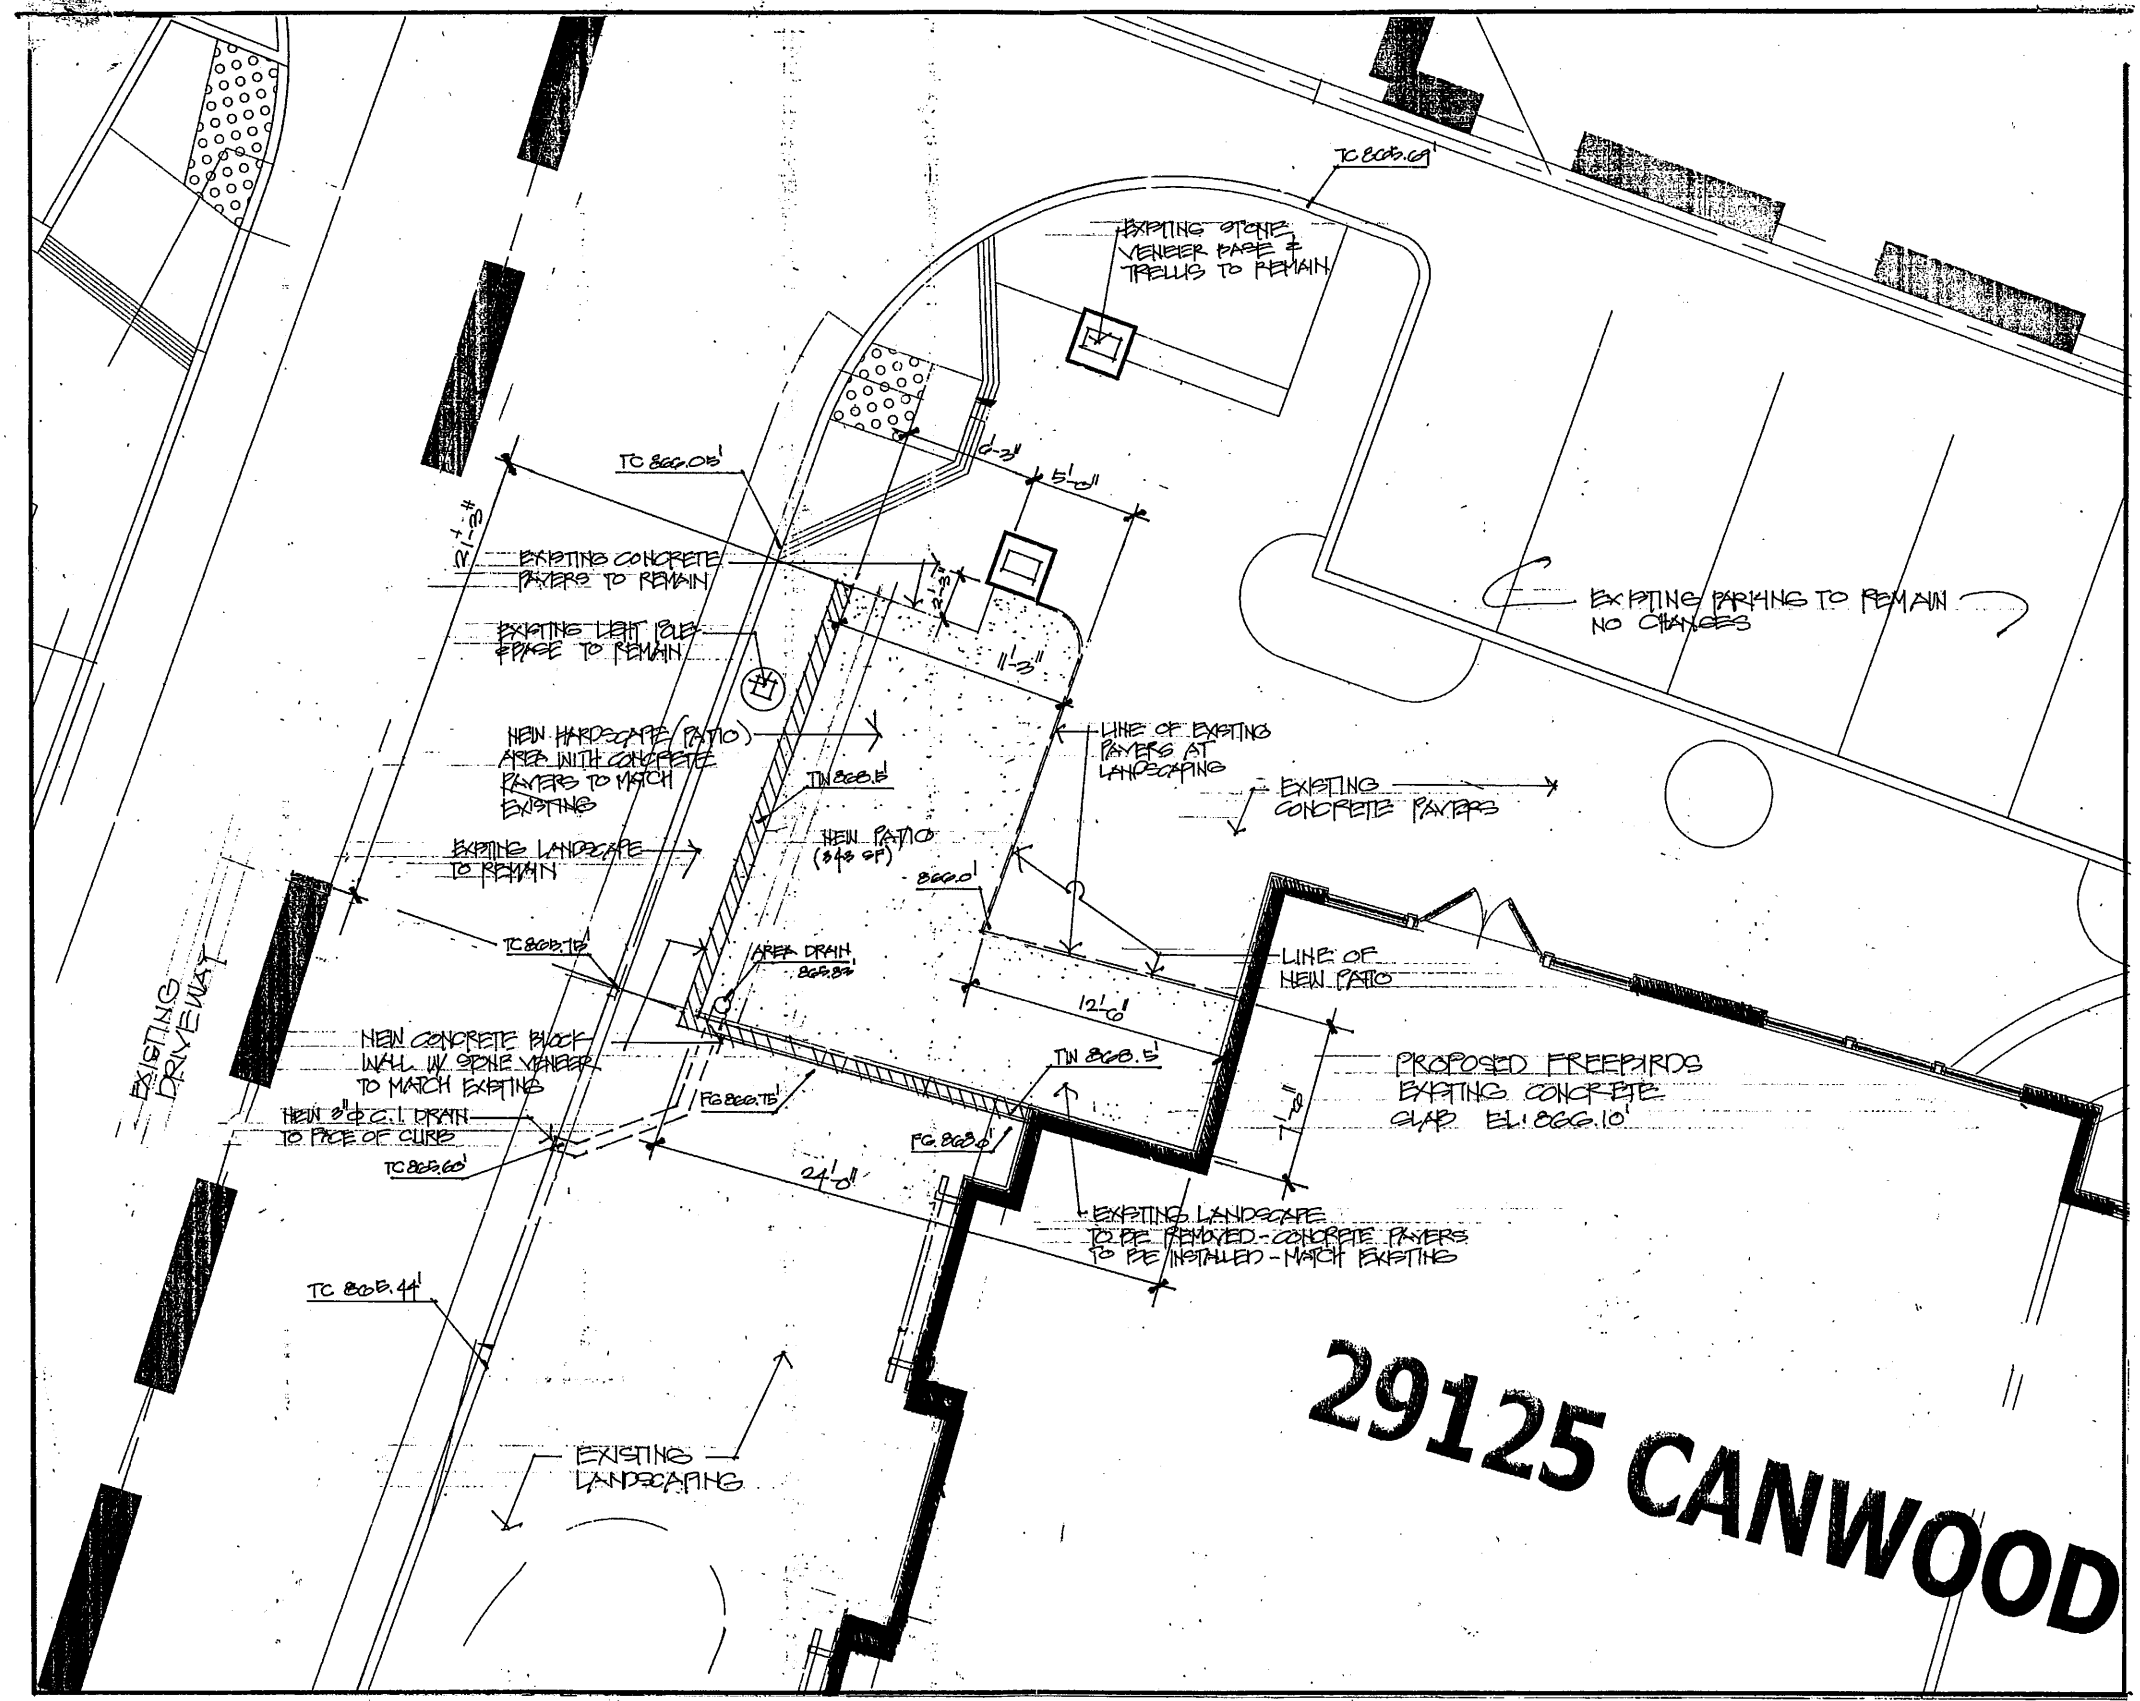 TC 865.69'
EXISTING STONE
VENEER BASE &
TRELLIS TO REMAIN
TC 866.05'
6'-3"
5'-0"
21'-3"
EXISTING CONCRETE
PAVERS TO REMAIN
2'-3"
EXISTING PARKING TO REMAIN
NO CHANGES
EXISTING LIGHT POLE
& BASE TO REMAIN
11'-3"
NEW HARDSCAPE (PATIO)
AREA WITH CONCRETE
PAVERS TO MATCH
EXISTING
LINE OF EXISTING
PAVERS AT
LANDSCAPING
TW 868.5'
EXISTING
CONCRETE PAVERS
NEW PATIO
(343 SF)
EXISTING LANDSCAPE
TO REMAIN
866.0'
TC 865.75'
AREA DRAIN
865.83'
LINE OF
NEW PATIO
EXISTING
DRIVEWAY
12'-6"
NEW CONCRETE BLOCK
WALL W/ STONE VENEER
TO MATCH EXISTING
TW 868.5'
PROPOSED FREEBIRDS
EXISTING CONCRETE
SLAB EL: 866.10'
FG 866.75'
7'-6"
NEW 3"ϕ C.I. DRAIN
TO FACE OF CURB
FG
TC 865.60'
24'-0"
EXISTING LANDSCAPE
TO BE REMOVED - CONCRETE PAVERS
TO BE INSTALLED - MATCH EXISTING
TC 865.44'
EXISTING
LANDSCAPING
29125 CANWOOD